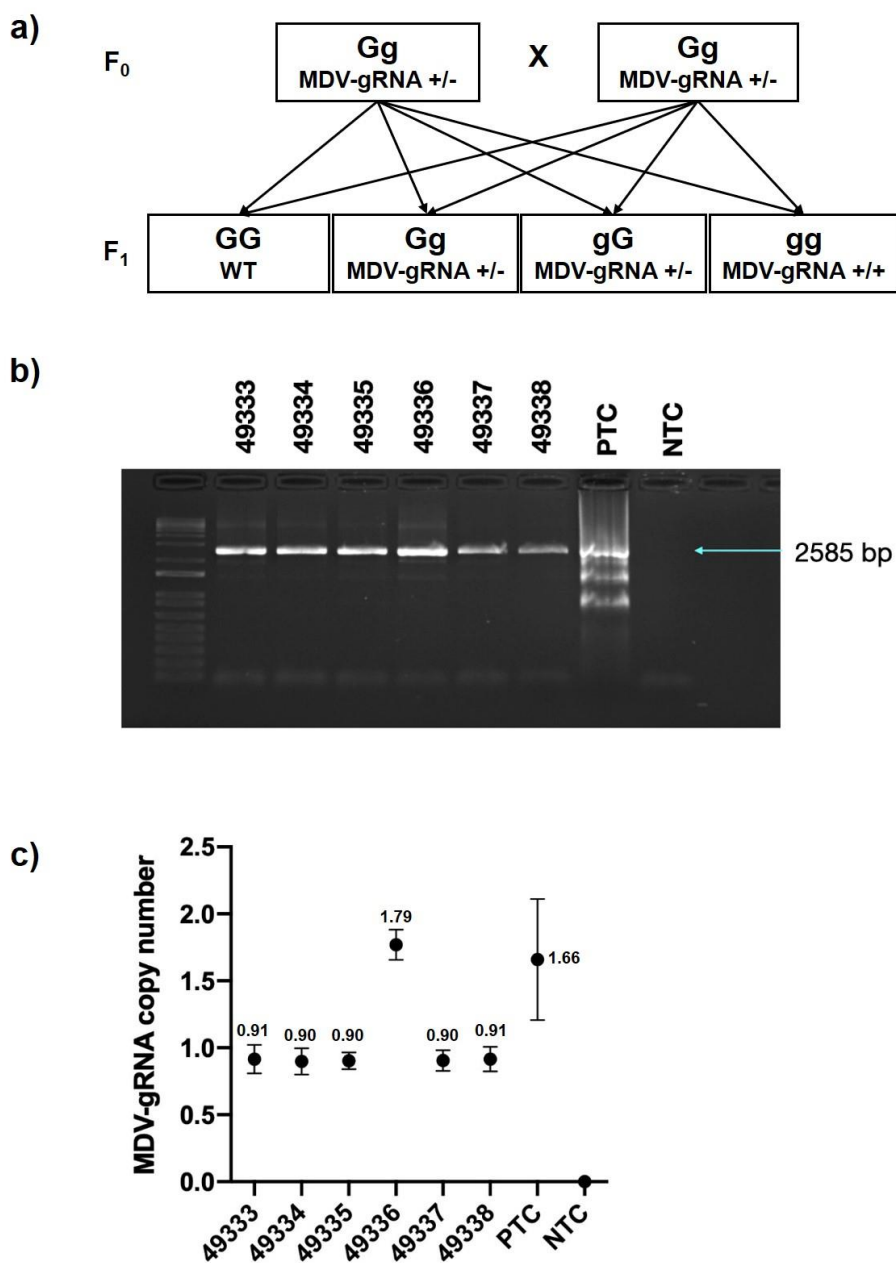 a)
F0
Gg
MDV-gRNA +/-
X
Gg
MDV-gRNA +/-
F1
GG
WT
Gg
MDV-gRNA +/-
gG
MDV-gRNA +/-
gg
MDV-gRNA +/+
b)
49333
49334
49335
49336
49337
49338
PTC
NTC
2585 bp
c)
MDV-gRNA copy number
2.5
2.0
1.5
1.0
0.5
0.0
0.91
0.90
0.90
1.79
0.90
0.91
1.66
49333
49334
49335
49336
49337
49338
PTC
NTC